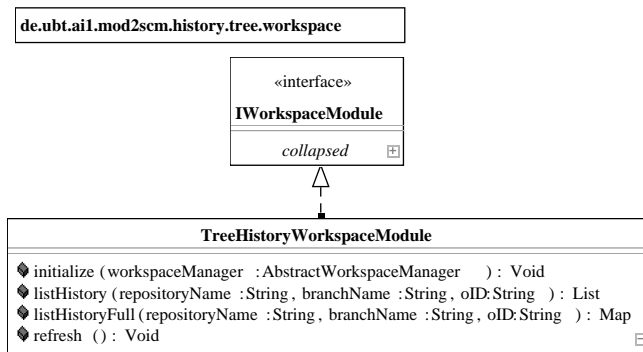 de.ubt.ai1.mod2scm.history.tree.workspace
«interface»
IWorkspaceModule
collapsed
TreeHistoryWorkspaceModule
initialize (workspaceManager :AbstractWorkspaceManager ) : Void
listHistory (repositoryName :String , branchName :String , oID:String ) : List
listHistoryFull (repositoryName :String , branchName :String , oID:String ) : Map
refresh () : Void